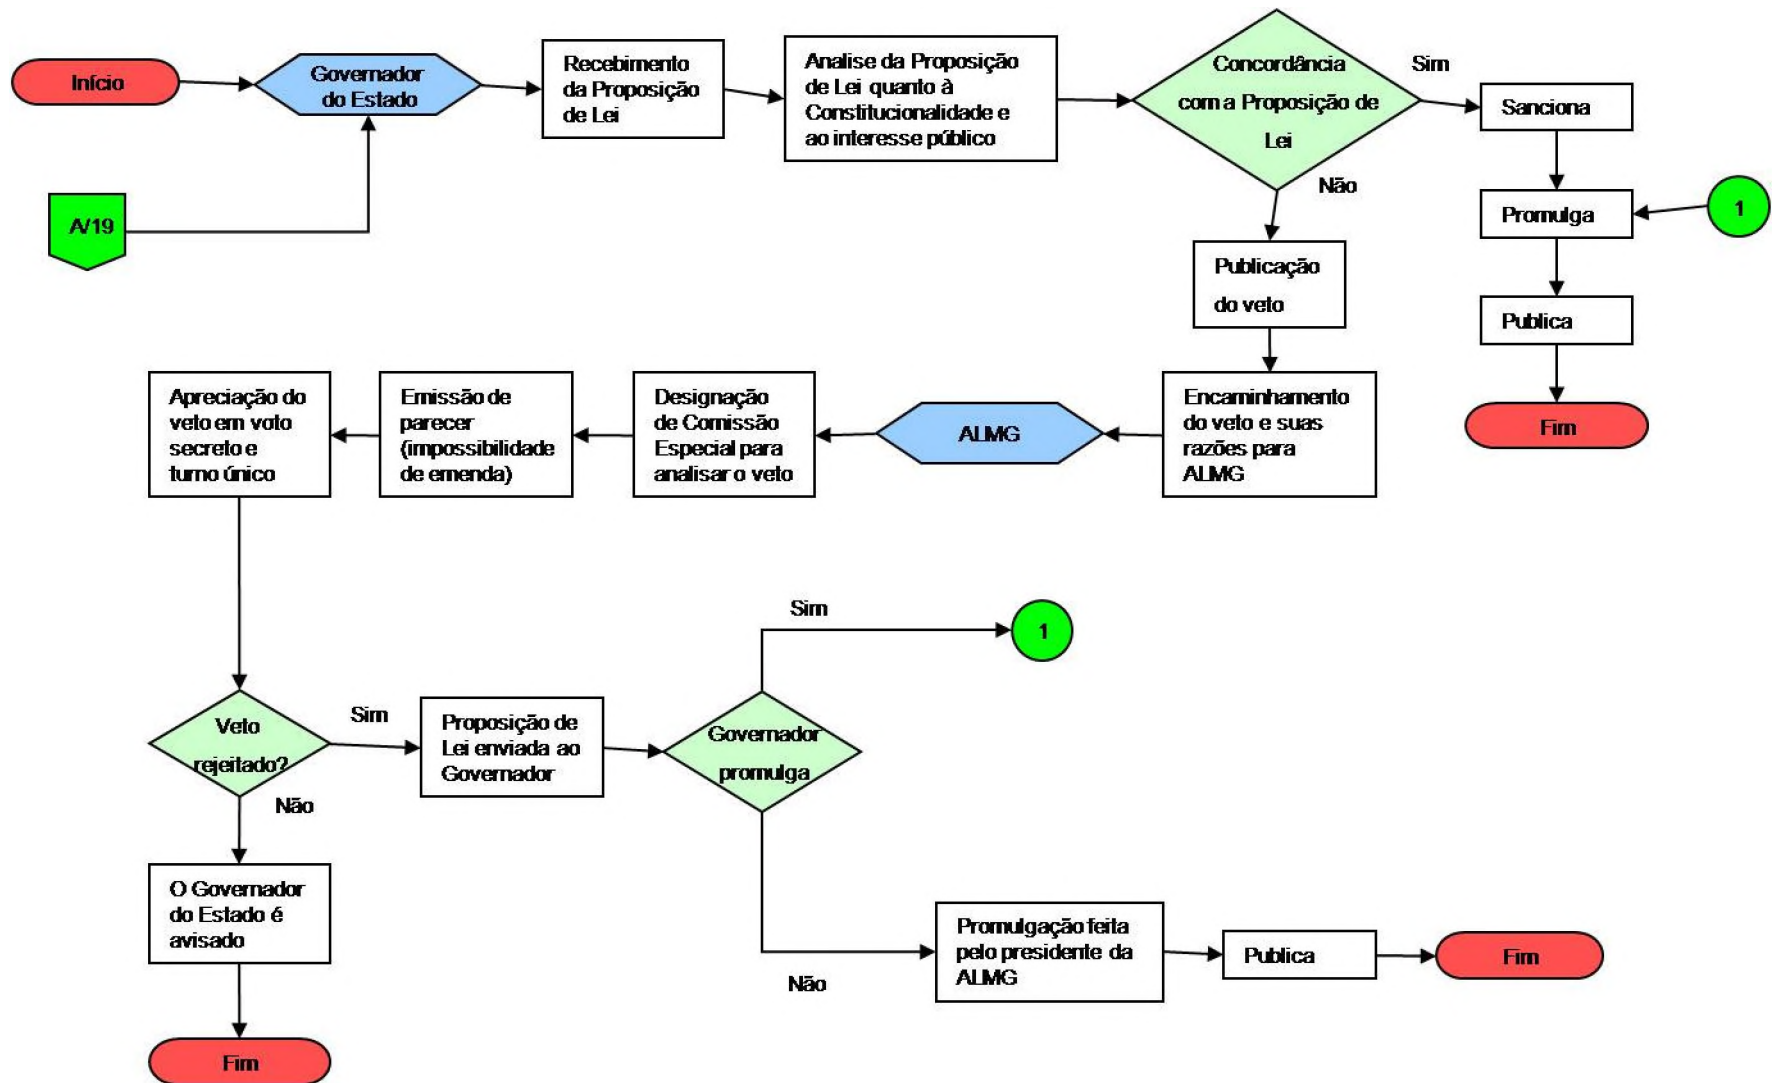 Início
Governador
do Estado
Recebimento
da Proposição
de Lei
Analise da Proposição
de Lei quanto à
Constitucionalidade e
ao interesse público
Concordância
com a Proposição de
Lei
Sim
Sanciona
Não
A/19
Promulga
1
Publicação
do veto
Publica
Fim
Encaminhamento
do veto e suas
razões para
ALMG
ALMG
Designação
de Comissão
Especial para
analisar o veto
Emissão de
parecer
(impossibilidade
de emenda)
Apreciação do
veto em voto
secreto e
turno único
Veto
rejeitado?
Sim
Proposição de
Lei enviada ao
Governador
Governador
promulga
Sim
1
Não
O Governador
do Estado é
avisado
Fim
Não
Promulgação feita
pelo presidente da
ALMG
Publica
Fim